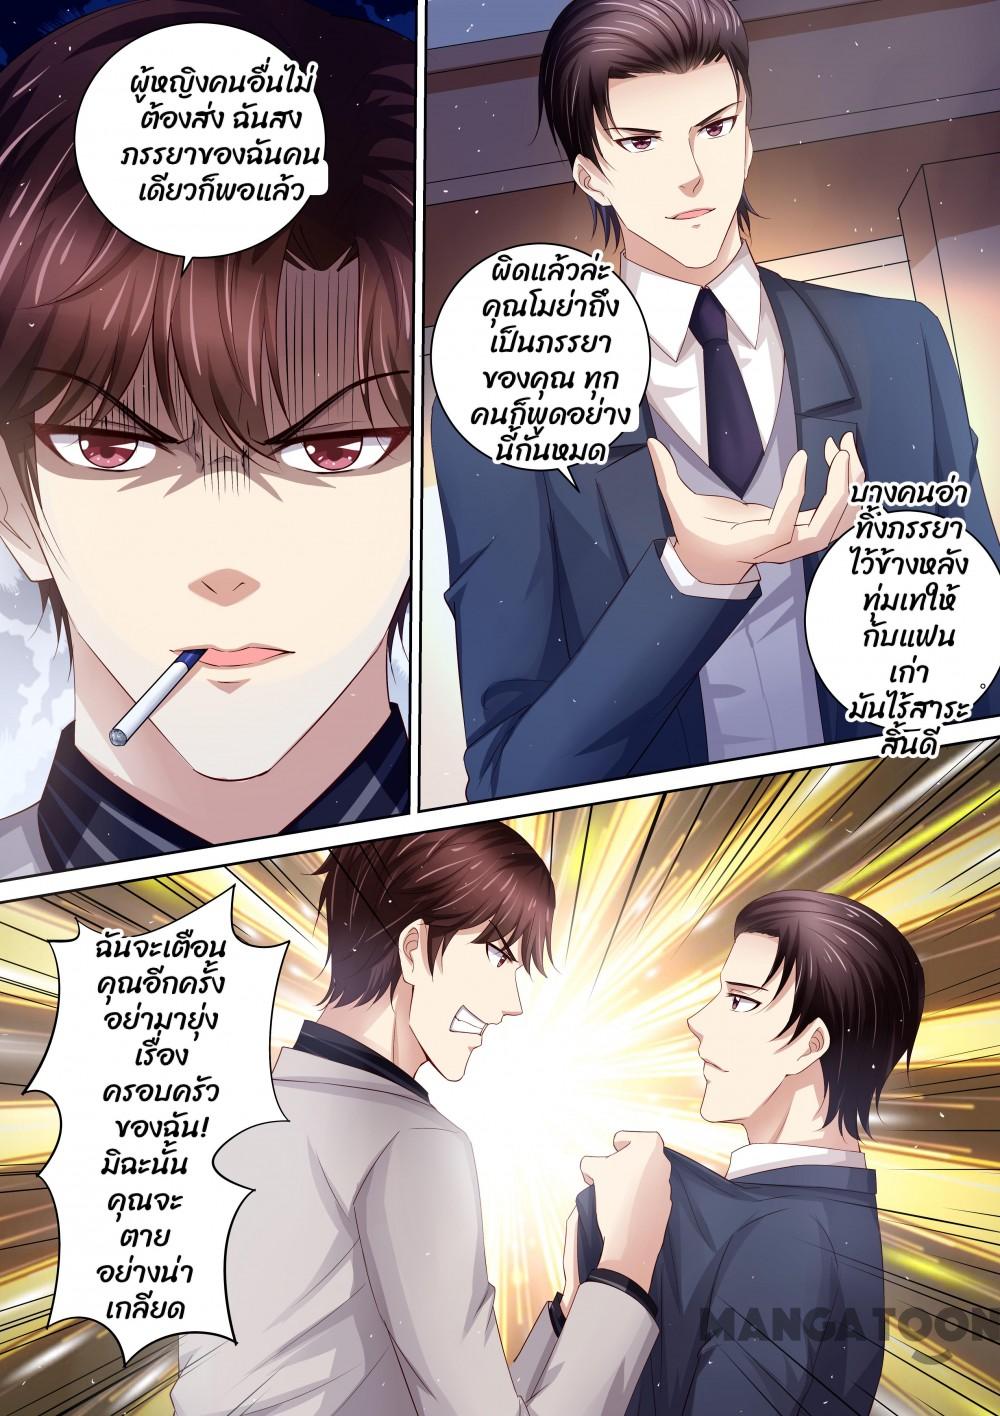 ผู้หญิงคนอื่นไม่
ต้องส่ง ฉันสง
ภรรยาของฉันคน
เดียวก็พอแล้ว
ผิดแล้วล่ะ
คุณโมย่าถึง
เป็นภรรยา
ของคุณ ทุก
คนก็พูดอย่าง
นี้กันหมด
บางคนอ่า
ทิ้งภรรยา
ไว้ข้างหลัง
ทุ่มเทให้
กับแฟน
เก่า
มันไร้สาระ
สิ้นดี
ฉันจะเตือน
คุณอีกครั้ง
อย่ามายุ่ง
เรื่อง
ครอบครัว
ของฉัน!
มิฉะนั้น
คุณจะ
ตาย
อย่างน่า
เกลียด
MANGATOON